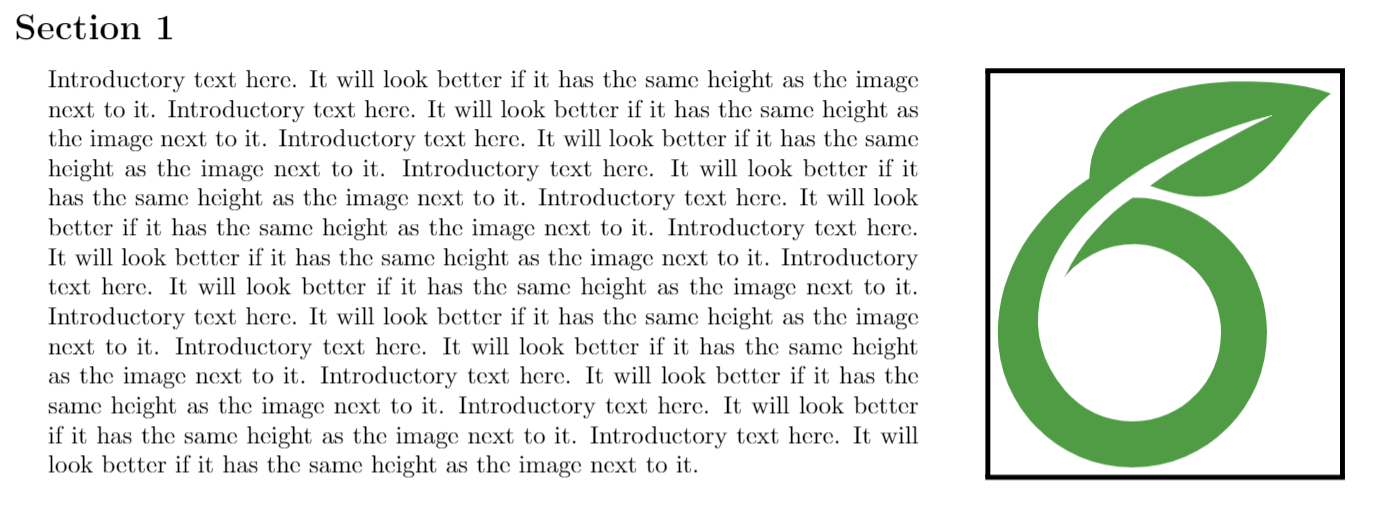 Section 1
Introductory text here. It will look better if it has the same height as the image
next to it. Introductory text here. It will look better if it has the same height as
the image next to it. Introductory text here. It will look better if it has the same
height as the image next to it. Introductory text here. It will look better if it
has the same height as the image next to it. Introductory text here. It will look
better if it has the same height as the image next to it. Introductory text here.
It will look better if it has the same height as the image next to it. Introductory
text here. It will look better if it has the same height as the image next to it.
Introductory text here. It will look better if it has the same height as the image
next to it. Introductory text here. It will look better if it has the same height
as the image next to it. Introductory text here. It will look better if it has the
same height as the image next to it. Introductory text here. It will look better
if it has the same height as the image next to it. Introductory text here. It will
look better if it has the same height as the image next to it.